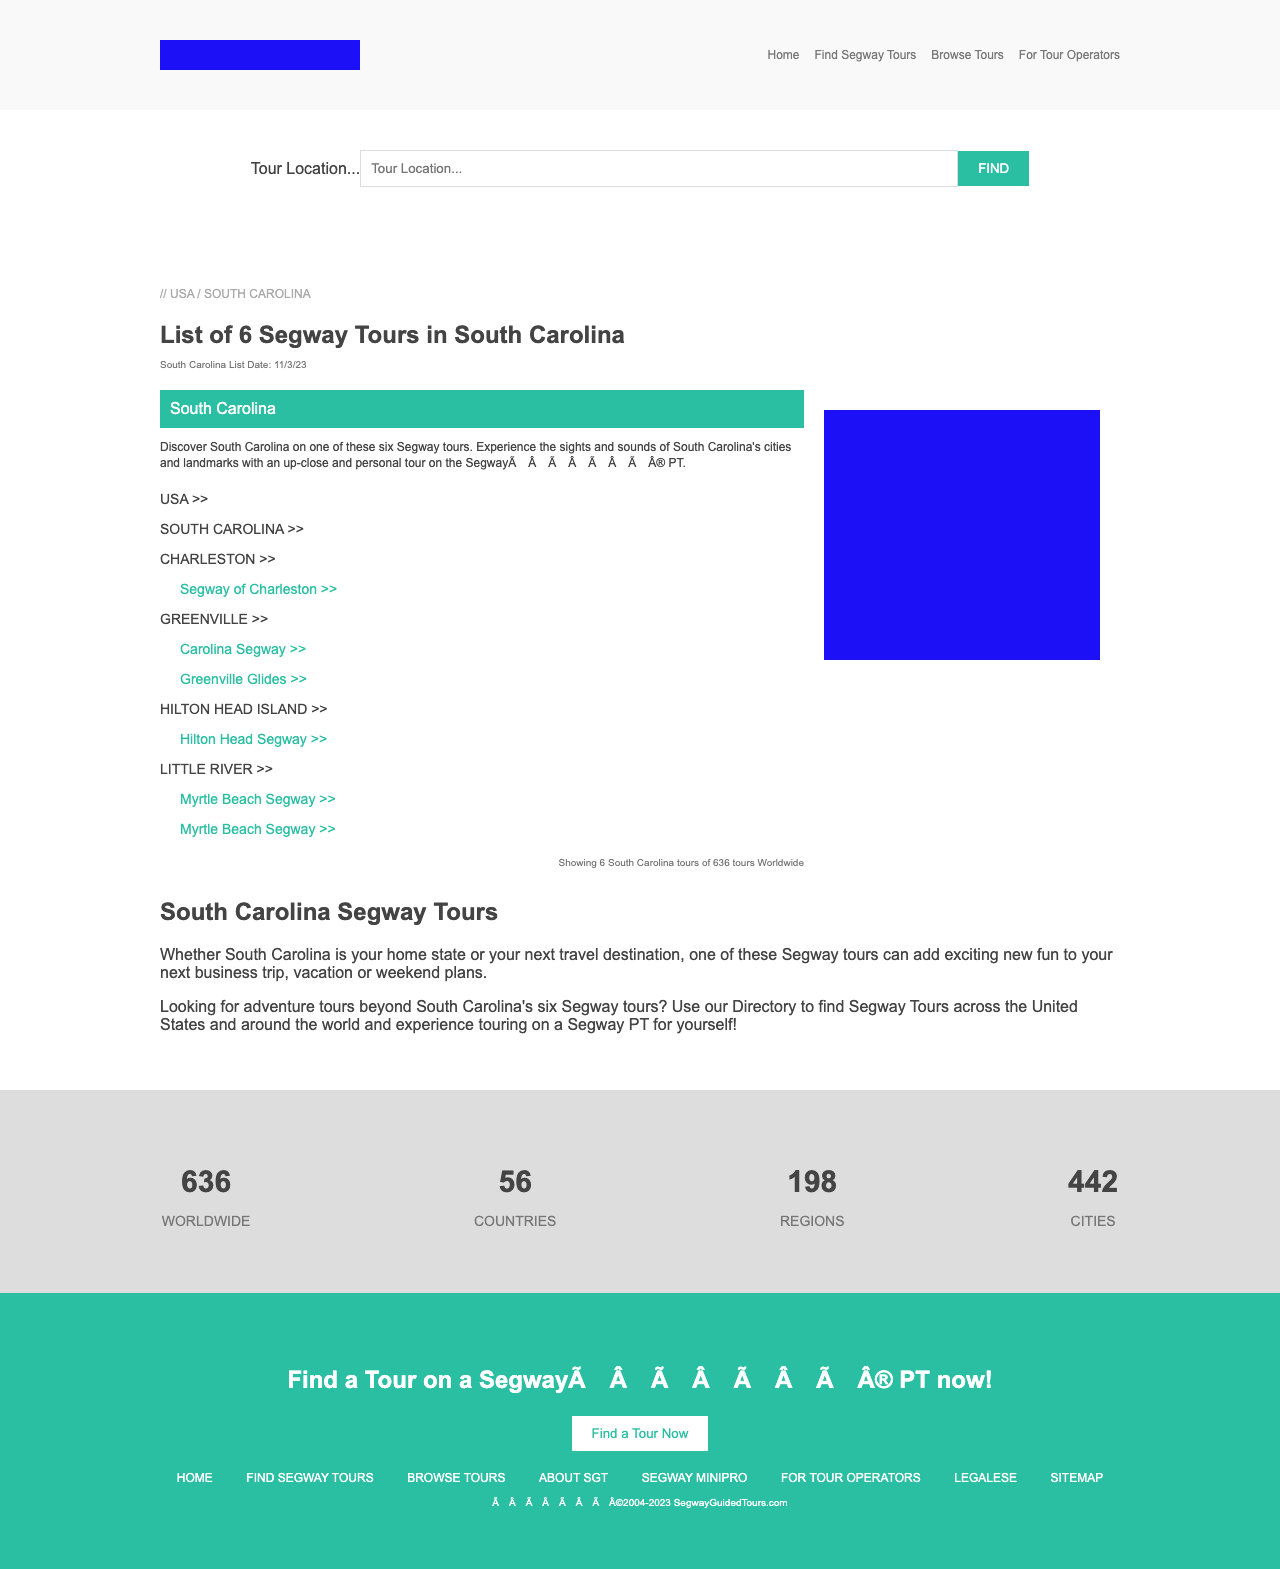 Home Find Segway Tours Browse Tours For Tour Operators
Tour Location... Tour Location... FIND
// USA / SOUTH CAROLINA
List of 6 Segway Tours in South Carolina
South Carolina List Date: 11/3/23
South Carolina
Discover South Carolina on one of these six Segway tours. Experience the sights and sounds of South Carolina's cities
and landmarks with an up-close and personal tour on the SegwayÃ Â Ã Â Ã Â Ã Â® PT.
USA >>
SOUTH CAROLINA >>
CHARLESTON >>
Segway of Charleston >>
GREENVILLE >>
Carolina Segway >>
Greenville Glides >>
HILTON HEAD ISLAND >>
Hilton Head Segway >>
LITTLE RIVER >>
Myrtle Beach Segway >>
Myrtle Beach Segway >>
Showing 6 South Carolina tours of 636 tours Worldwide
South Carolina Segway Tours
Whether South Carolina is your home state or your next travel destination, one of these Segway tours can add exciting new fun to your
next business trip, vacation or weekend plans.
Looking for adventure tours beyond South Carolina's six Segway tours? Use our Directory to find Segway Tours across the United
States and around the world and experience touring on a Segway PT for yourself!
636 56 198 442
WORLDWIDE COUNTRIES REGIONS CITIES
Find a Tour on a SegwayÃ Â Ã Â Ã Â Ã Â® PT now!
Find a Tour Now
HOME FIND SEGWAY TOURS BROWSE TOURS ABOUT SGT SEGWAY MINIPRO FOR TOUR OPERATORS LEGALESE SITEMAP
Ã Â Ã Â Ã Â Ã Â©2004-2023 SegwayGuidedTours.com